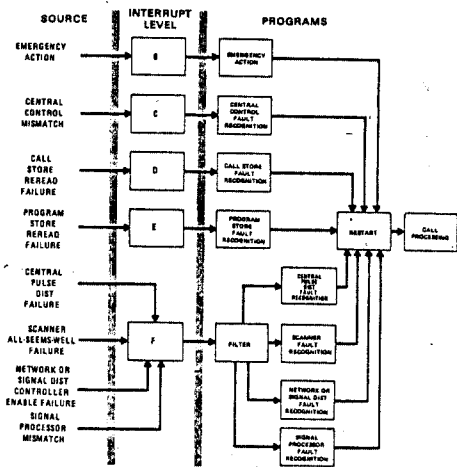 SOURCE
INTERRUPT
LEVEL
PROGRAMS
EMERGENCY
ACTION
B
EMERGENCY
ACTION
CENTRAL
CONTROL
MISMATCH
C
CENTRAL
CONTROL
FAULT
RECOGNITION
CALL
STORE
REREAD
FAILURE
D
CALL STORE
FAULT
RECOGNITION
PROGRAM
STORE
REREAD
FAILURE
E
PROGRAM
STORE
FAULT
RECOGNITION
RESTART
CALL
PROCESSING
CENTRAL
PULSE
DIST
FAILURE
CENTRAL
PULSE DIST
FAULT
RECOGNITION
SCANNER
ALL-SEEMS-WELL
FAILURE
F
FILTER
SCANNER
FAULT
RECOGNITION
NETWORK OR
SIGNAL DIST
CONTROLLER
ENABLE FAILURE
NETWORK OR
SIGNAL DIST
FAULT
RECOGNITION
SIGNAL
PROCESSOR
MISMATCH
SIGNAL
PROCESSOR
FAULT
RECOGNITION